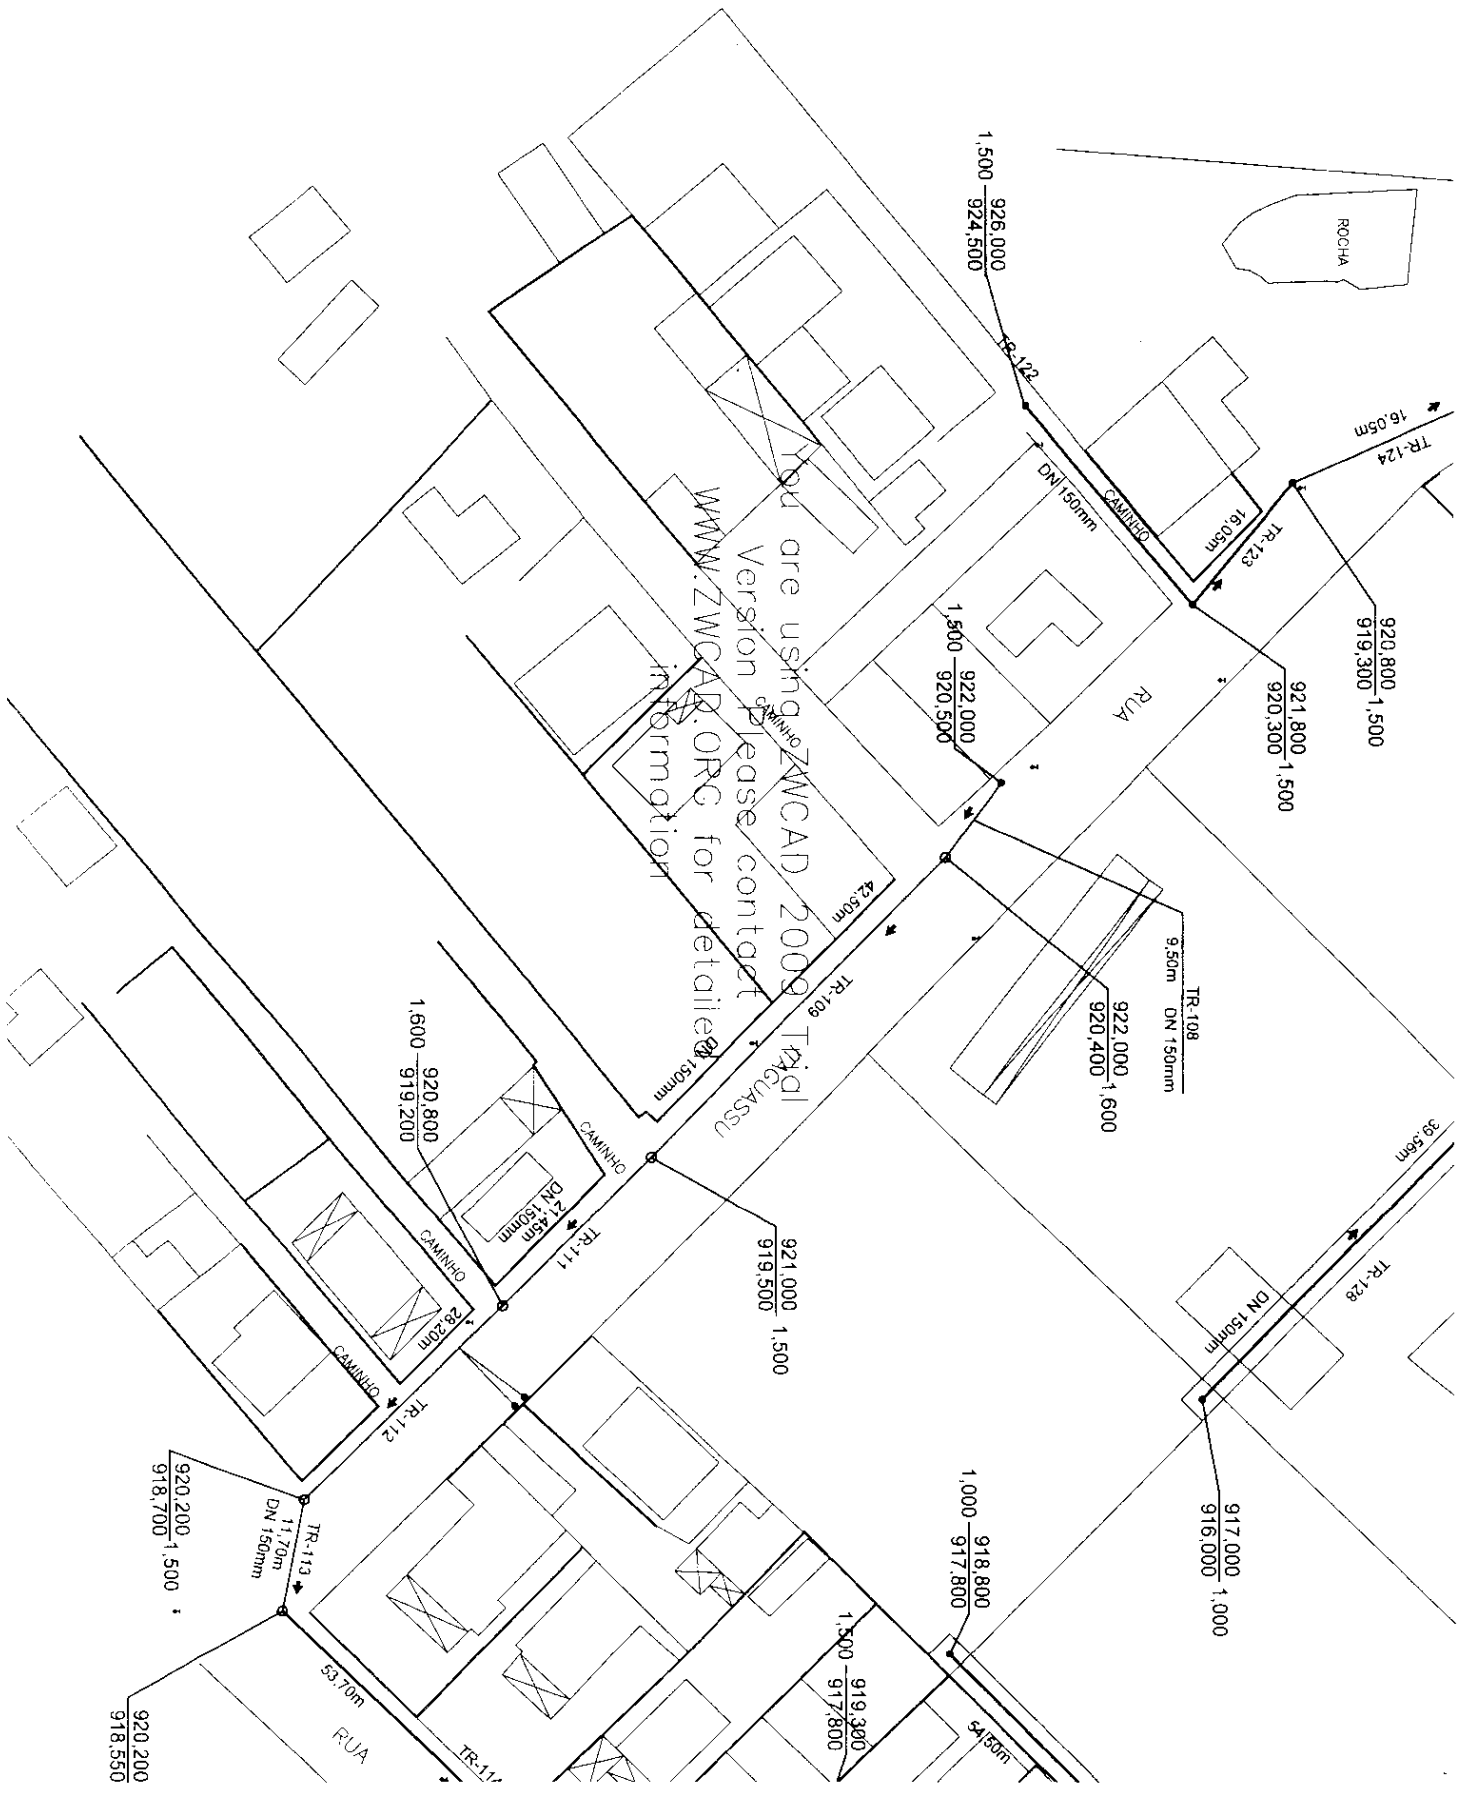 ROCHA
926,000
1,500
924,500
TR-122
DN 150mm
CAMINHO
16,05m
TR-123
16,05m
TR-124
920,800
919,300
1,500
921,800
920,300
1,500
RUA
922,000
1,500
920,500
TR-108
9,50m DN 150mm
922,000
920,400
1,600
You are using ZWCAD 2009 Trial
Version Please contact
WWW.ZWCAD.ORG for detailed
information
CAMINHO
42,50m
TR-109
DN 150mm
920,800
1,600
919,200
CAMINHO
21,45m
DN 150mm
TR-111
921,000
919,500
1,500
39,56m
TR-128
DN 150mm
917,000
916,000
1,000
CAMINHO
28,20m
CAMINHO
TR-112
920,200
918,700
1,500
TR-113
11,70m
DN 150mm
920,200
918,550
53,70m
RUA
TR-114
918,800
1,000
917,800
919,300
1,500
917,800
54,50m